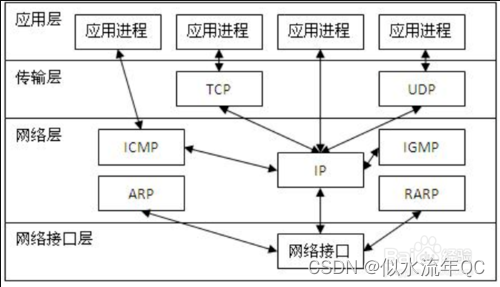 应用层
应用进程 应用进程 应用进程 应用进程
传输层
TCP UDP
网络层
ICMP IP IGMP
ARP RARP
网络接口层
网络接口
CSDN @似水流年QC